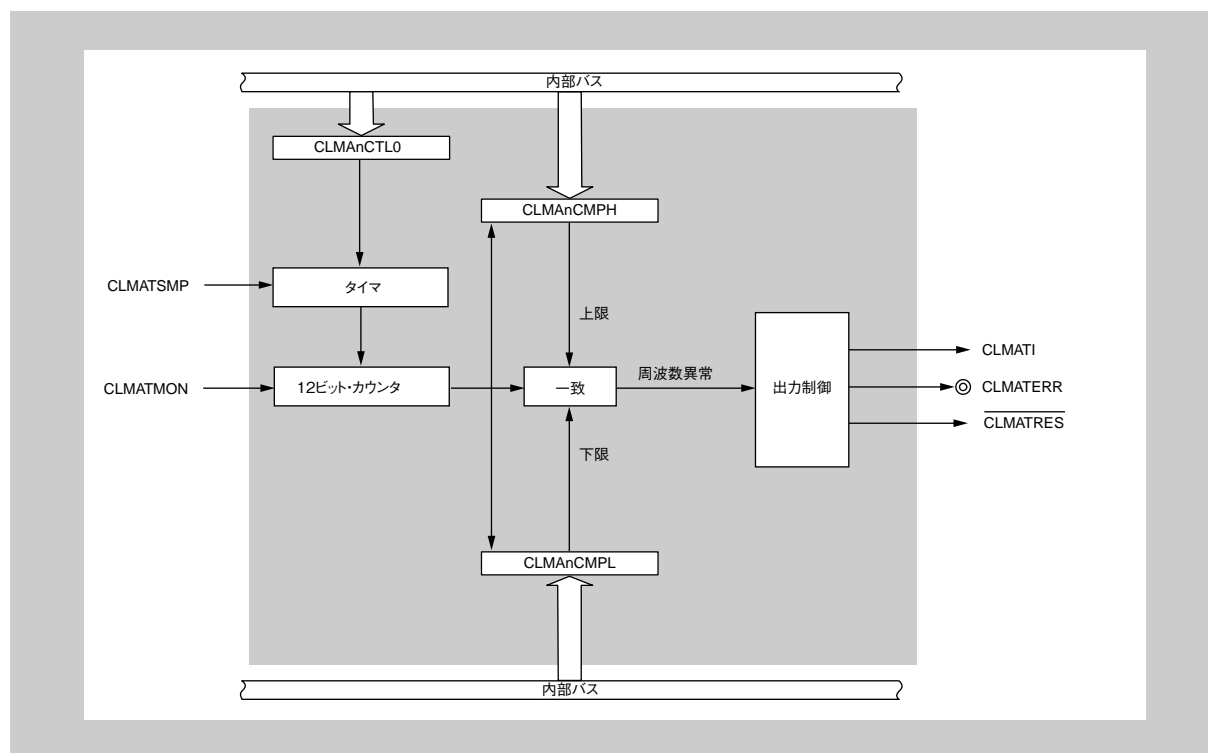 内部バス
CLMAnCTL0
CLMAnCMPH
CLMATSMP
タイマ
上限
CLMATI
CLMATMON
12ビット・カウンタ
一致
周波数異常
出力制御
CLMATERR
CLMATRES
下限
CLMAnCMPL
内部バス